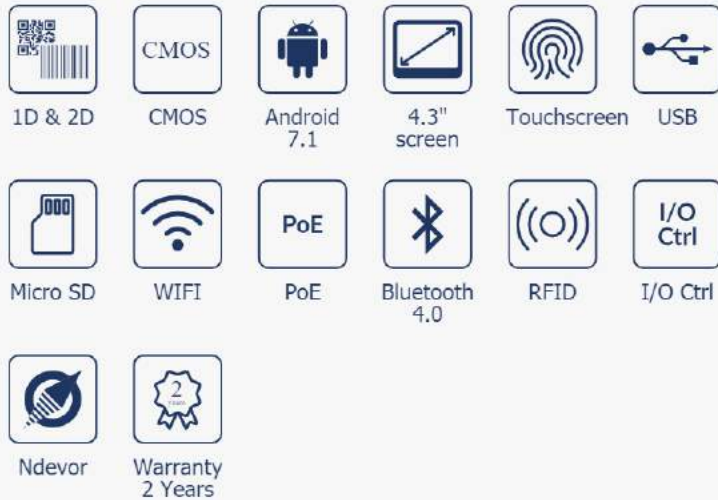 CMOS
1D & 2D CMOS Android 7.1 4.3" screen Touchscreen USB
PoE I/O Ctrl
Micro SD WIFI PoE Bluetooth 4.0 RFID I/O Ctrl
2 Years
Ndevor Warranty 2 Years